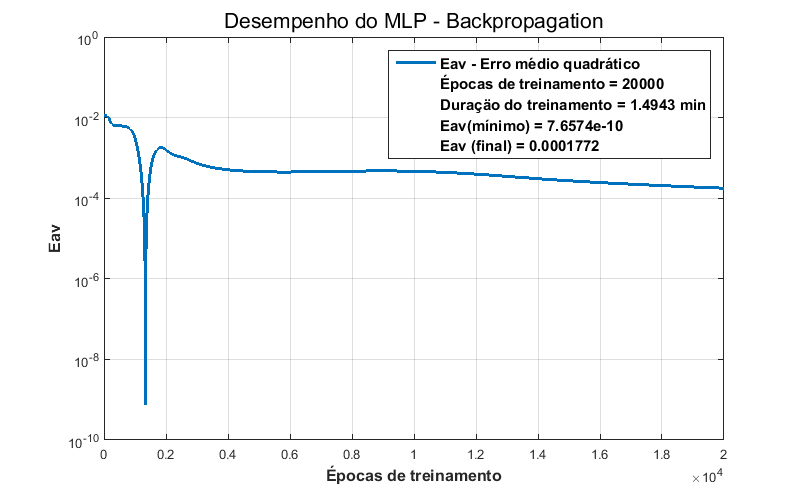 Desempenho do MLP - Backpropagation
Eav - Erro médio quadrático
Épocas de treinamento = 20000
Duração do treinamento = 1.4943 min
Eav(mínimo) = 7.6574e-10
Eav (final) = 0.0001772
10^0
10^-2
10^-4
10^-6
10^-8
10^-10
Eav
0 0.2 0.4 0.6 0.8 1 1.2 1.4 1.6 1.8 2
×10^4
Épocas de treinamento